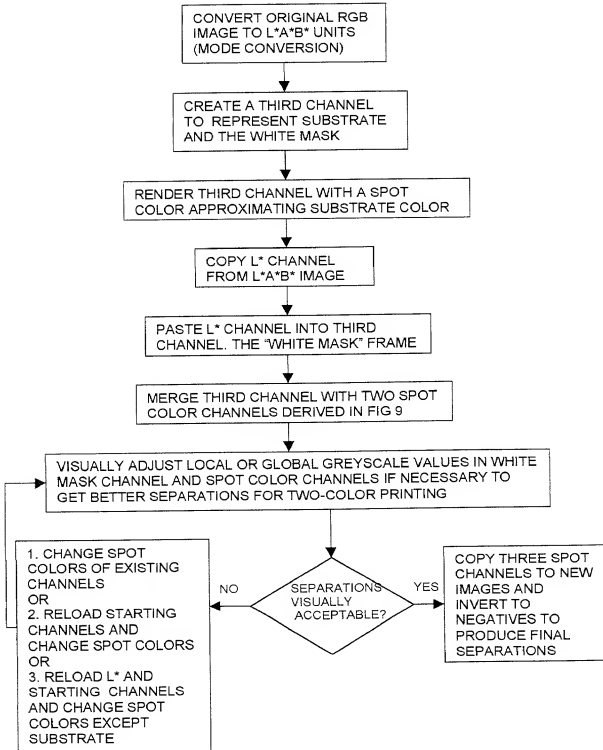 CONVERT ORIGINAL RGB
IMAGE TO L*A*B* UNITS
(MODE CONVERSION)
CREATE A THIRD CHANNEL
TO REPRESENT SUBSTRATE
AND THE WHITE MASK
RENDER THIRD CHANNEL WITH A SPOT
COLOR APPROXIMATING SUBSTRATE COLOR
COPY L* CHANNEL
FROM L*A*B* IMAGE
PASTE L* CHANNEL INTO THIRD
CHANNEL. THE "WHITE MASK" FRAME
MERGE THIRD CHANNEL WITH TWO SPOT
COLOR CHANNELS DERIVED IN FIG 9
VISUALLY ADJUST LOCAL OR GLOBAL GREYSCALE VALUES IN WHITE
MASK CHANNEL AND SPOT COLOR CHANNELS IF NECESSARY TO
GET BETTER SEPARATIONS FOR TWO-COLOR PRINTING
1. CHANGE SPOT
COLORS OF EXISTING
CHANNELS
OR
2. RELOAD STARTING
CHANNELS AND
CHANGE SPOT COLORS
OR
3. RELOAD L* AND
STARTING CHANNELS
AND CHANGE SPOT
COLORS EXCEPT
SUBSTRATE
NO
SEPARATIONS
VISUALLY
ACCEPTABLE?
YES
COPY THREE SPOT
CHANNELS TO NEW
IMAGES AND
INVERT TO
NEGATIVES TO
PRODUCE FINAL
SEPARATIONS